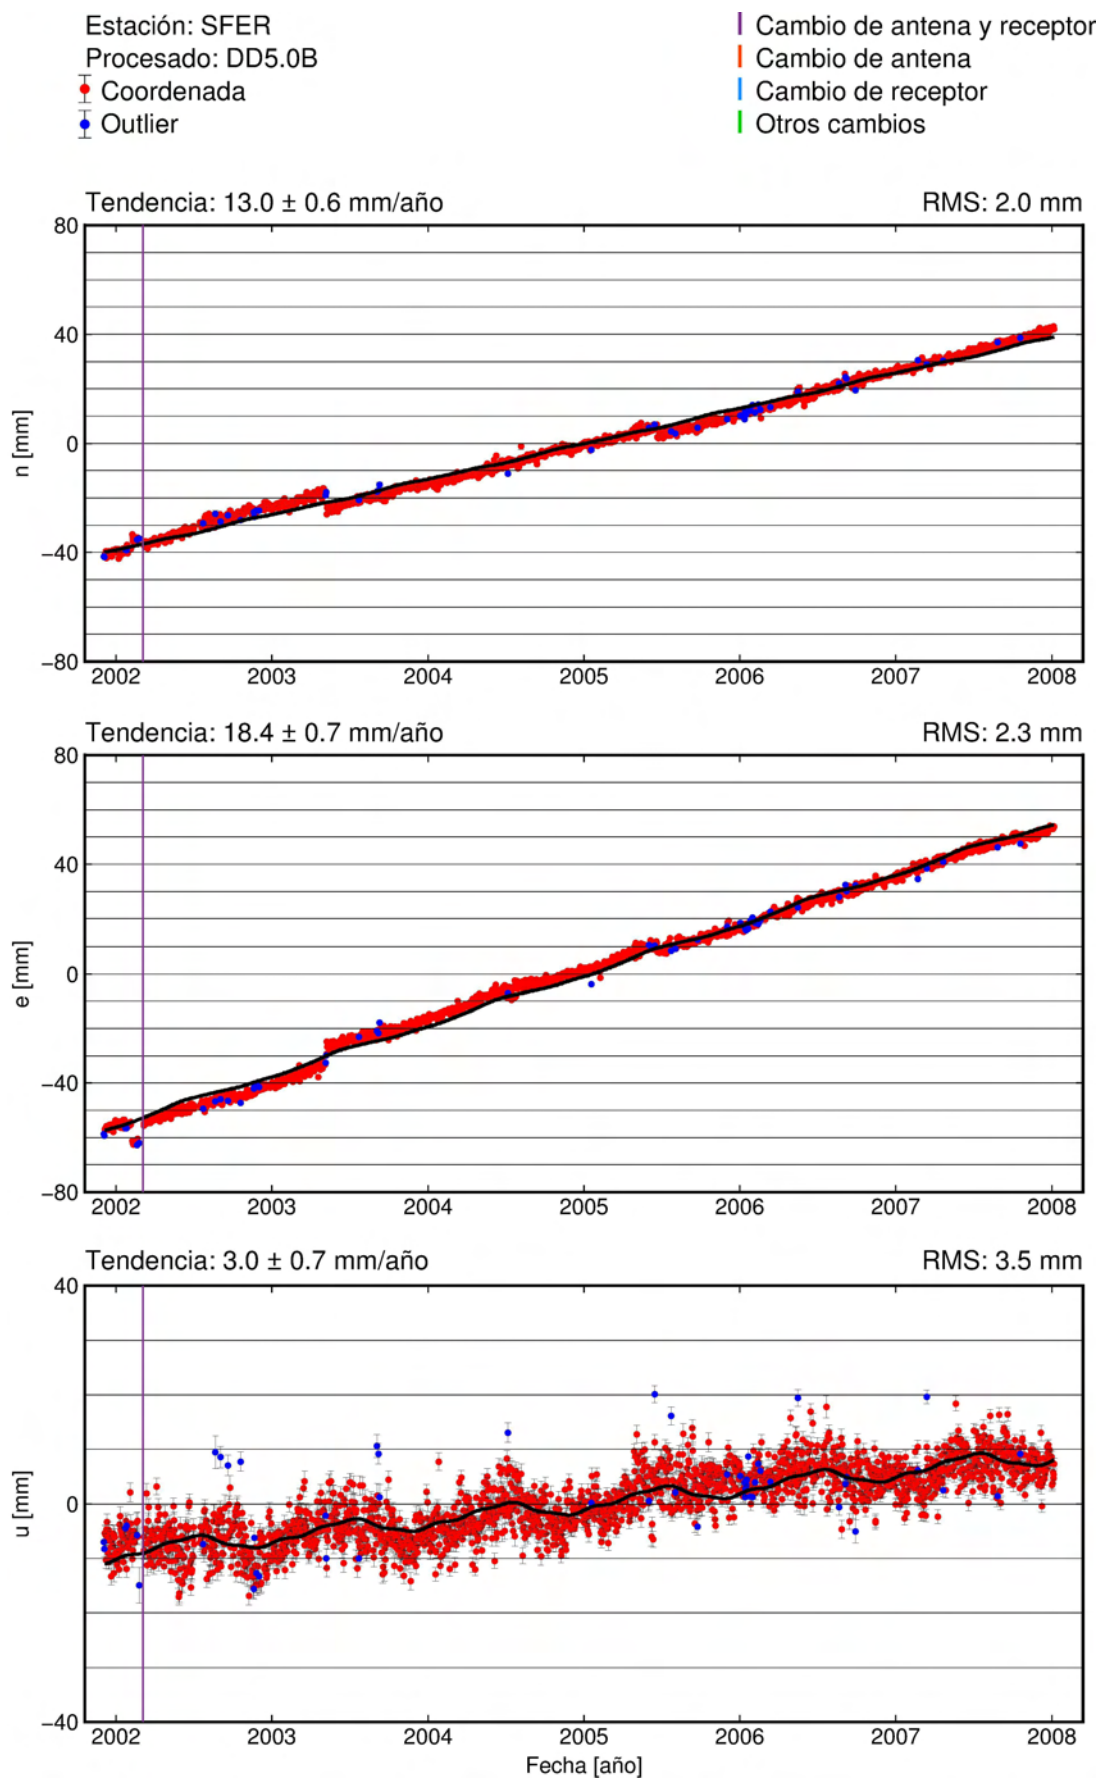 Estación: SFER
Procesado: DD5.0B
Coordenada
Outlier
Cambio de antena y receptor
Cambio de antena
Cambio de receptor
Otros cambios
Tendencia: 13.0 ± 0.6 mm/año RMS: 2.0 mm
80
40
0
−40
−80
n [mm]
2002 2003 2004 2005 2006 2007 2008
Tendencia: 18.4 ± 0.7 mm/año RMS: 2.3 mm
80
40
0
−40
−80
e [mm]
2002 2003 2004 2005 2006 2007 2008
Tendencia: 3.0 ± 0.7 mm/año RMS: 3.5 mm
40
20
0
−20
−40
u [mm]
2002 2003 2004 2005 2006 2007 2008
Fecha [año]